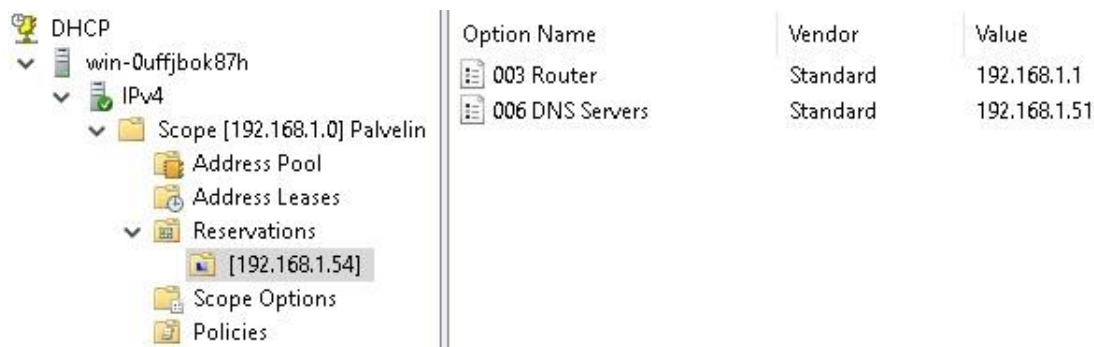 DHCP
win-0uffjbok87h
IPv4
Scope [192.168.1.0] Palvelin
Address Pool
Address Leases
Reservations
[192.168.1.54]
Scope Options
Policies
Option Name Vendor Value
003 Router Standard 192.168.1.1
006 DNS Servers Standard 192.168.1.51